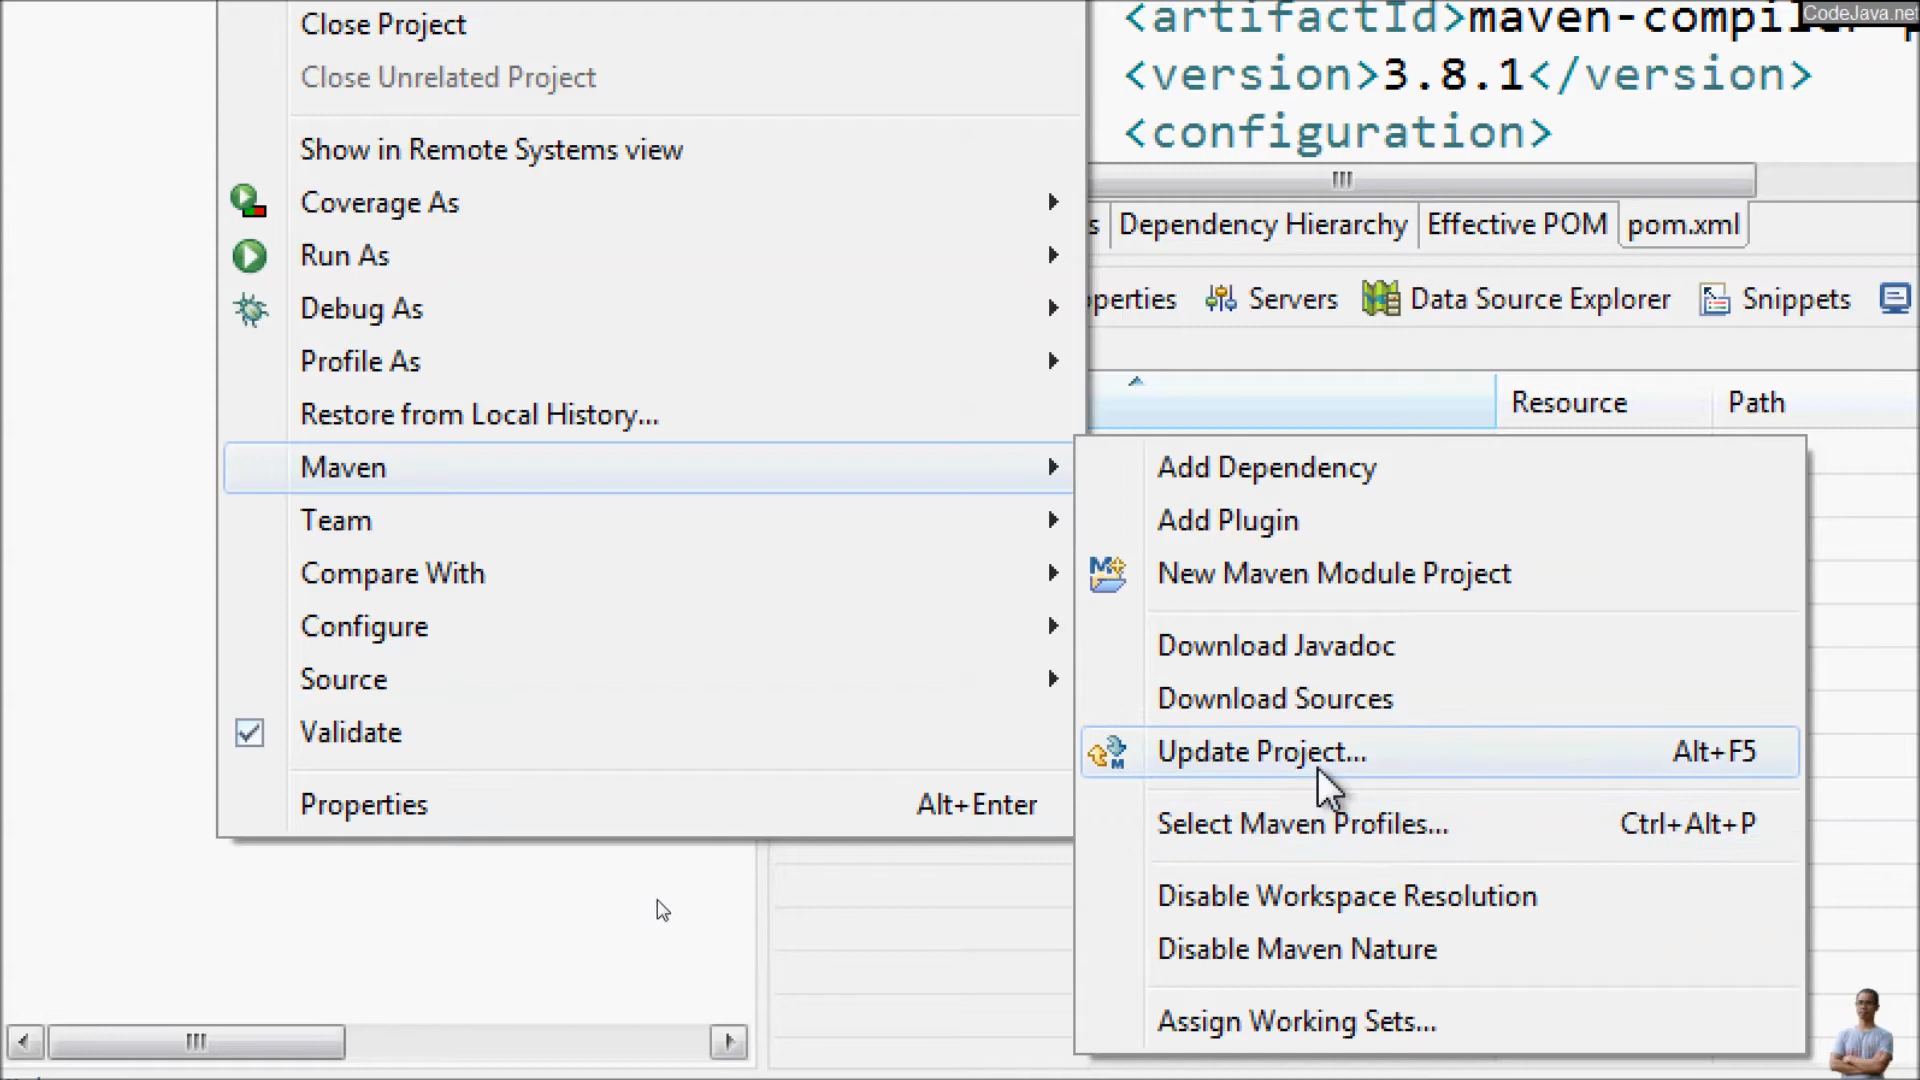 Close Project
Close Unrelated Project
Show in Remote Systems view
Coverage As
Run As
Debug As
Profile As
Restore from Local History...
Maven
Team
Compare With
Configure
Source
Validate
Properties Alt+Enter
<artifactId>maven-compiler-p
CodeJava.net
<version>3.8.1</version>
<configuration>
s Dependency Hierarchy Effective POM pom.xml
operties Servers Data Source Explorer Snippets
Resource Path
Add Dependency
Add Plugin
New Maven Module Project
Download Javadoc
Download Sources
Update Project... Alt+F5
Select Maven Profiles... Ctrl+Alt+P
Disable Workspace Resolution
Disable Maven Nature
Assign Working Sets...